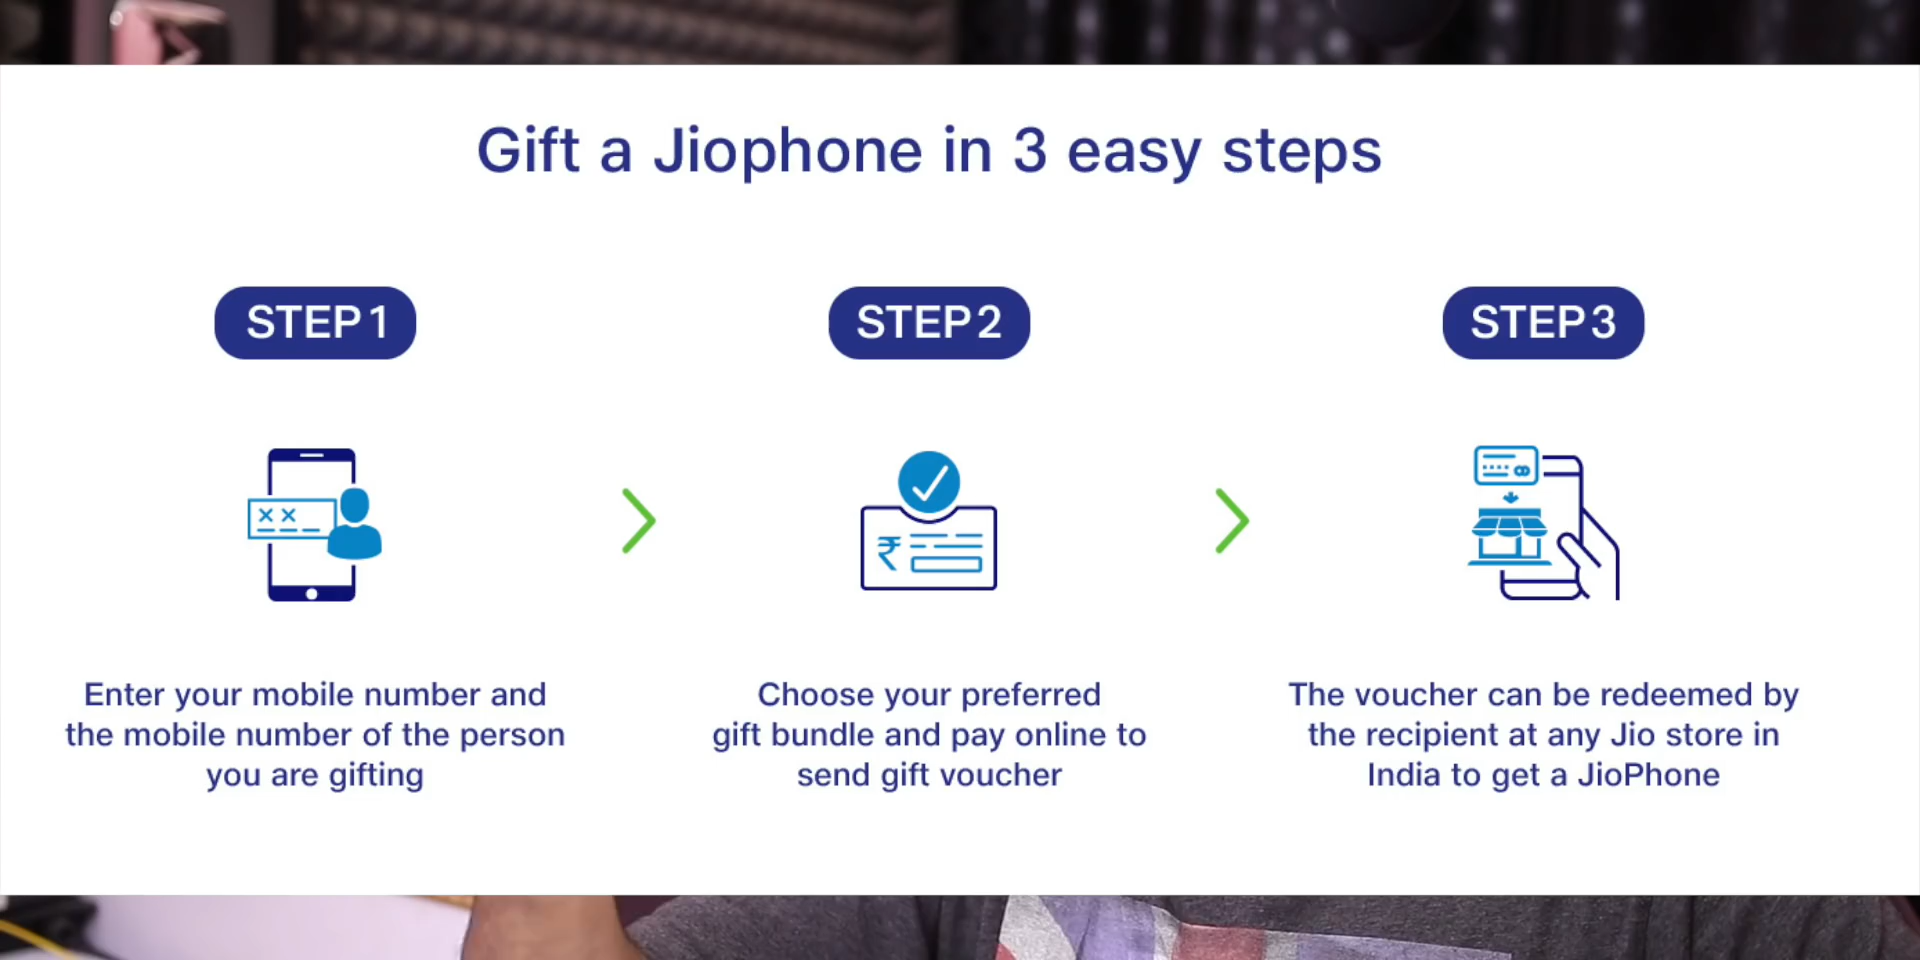 Gift a Jiophone in 3 easy steps
STEP 1
STEP 2
STEP 3
₹
Enter your mobile number and
the mobile number of the person
you are gifting
Choose your preferred
gift bundle and pay online to
send gift voucher
The voucher can be redeemed by
the recipient at any Jio store in
India to get a JioPhone